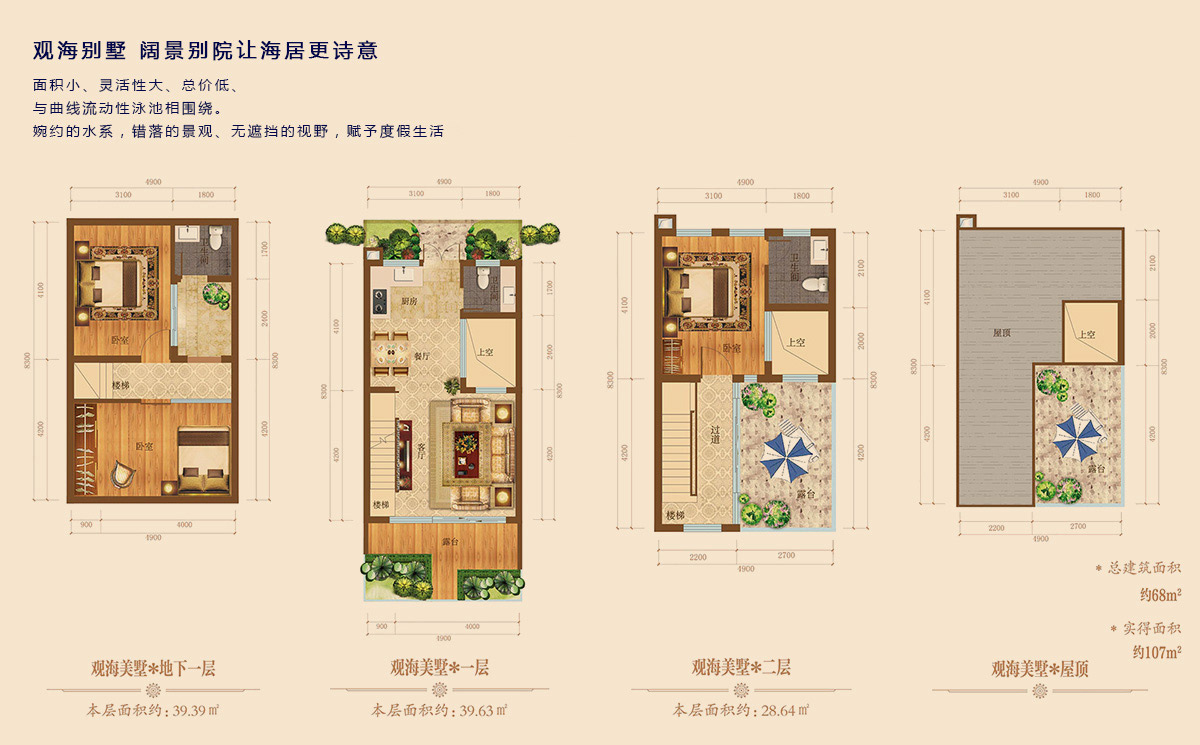 观海别墅 阔景别院让海居更诗意
面积小、灵活性大、总价低、
与曲线流动性泳池相围绕。
婉约的水系，错落的景观、无遮挡的视野，赋予度假生活
4900
3100 1800
4100
4200
8300
1700
2400
4200
8300
卫生间
卧室
楼梯
卧室
900 4000
4900
观海美墅*地下一层
本层面积约：39.39㎡
4900
3100 1800
4100
4200
8300
1700
2400
4200
8300
厨房
卫生间
餐厅
上空
客厅
楼梯
露台
900 4000
4900
观海美墅*一层
本层面积约：39.63㎡
4900
3100 1800
4100
4200
8300
2100
2000
4200
8300
卫生间
卧室
上空
过道
楼梯
露台
2200 2700
4900
观海美墅*二层
本层面积约：28.64㎡
4900
3100 1800
4100
4200
8300
2100
2000
4200
8300
屋顶
上空
露台
2200 2700
4900
* 总建筑面积
约68m²
* 实得面积
约107m²
观海美墅*屋顶